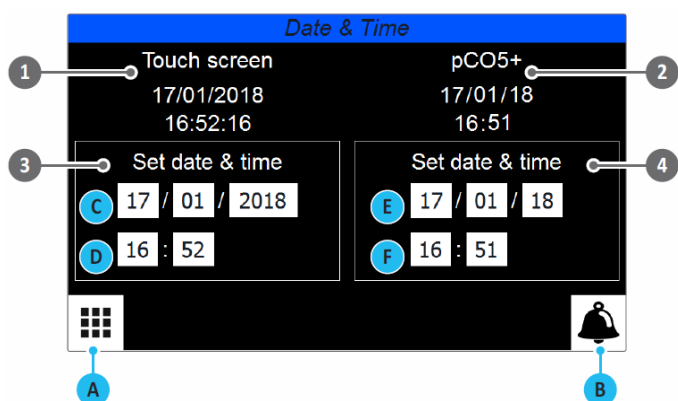 Date & Time
1 Touch screen pCO5+ 2
17/01/2018 17/01/18
16:52:16 16:51
3 Set date & time Set date & time 4
C 17 / 01 / 2018 E 17 / 01 / 18
D 16 : 52 F 16 : 51
A B